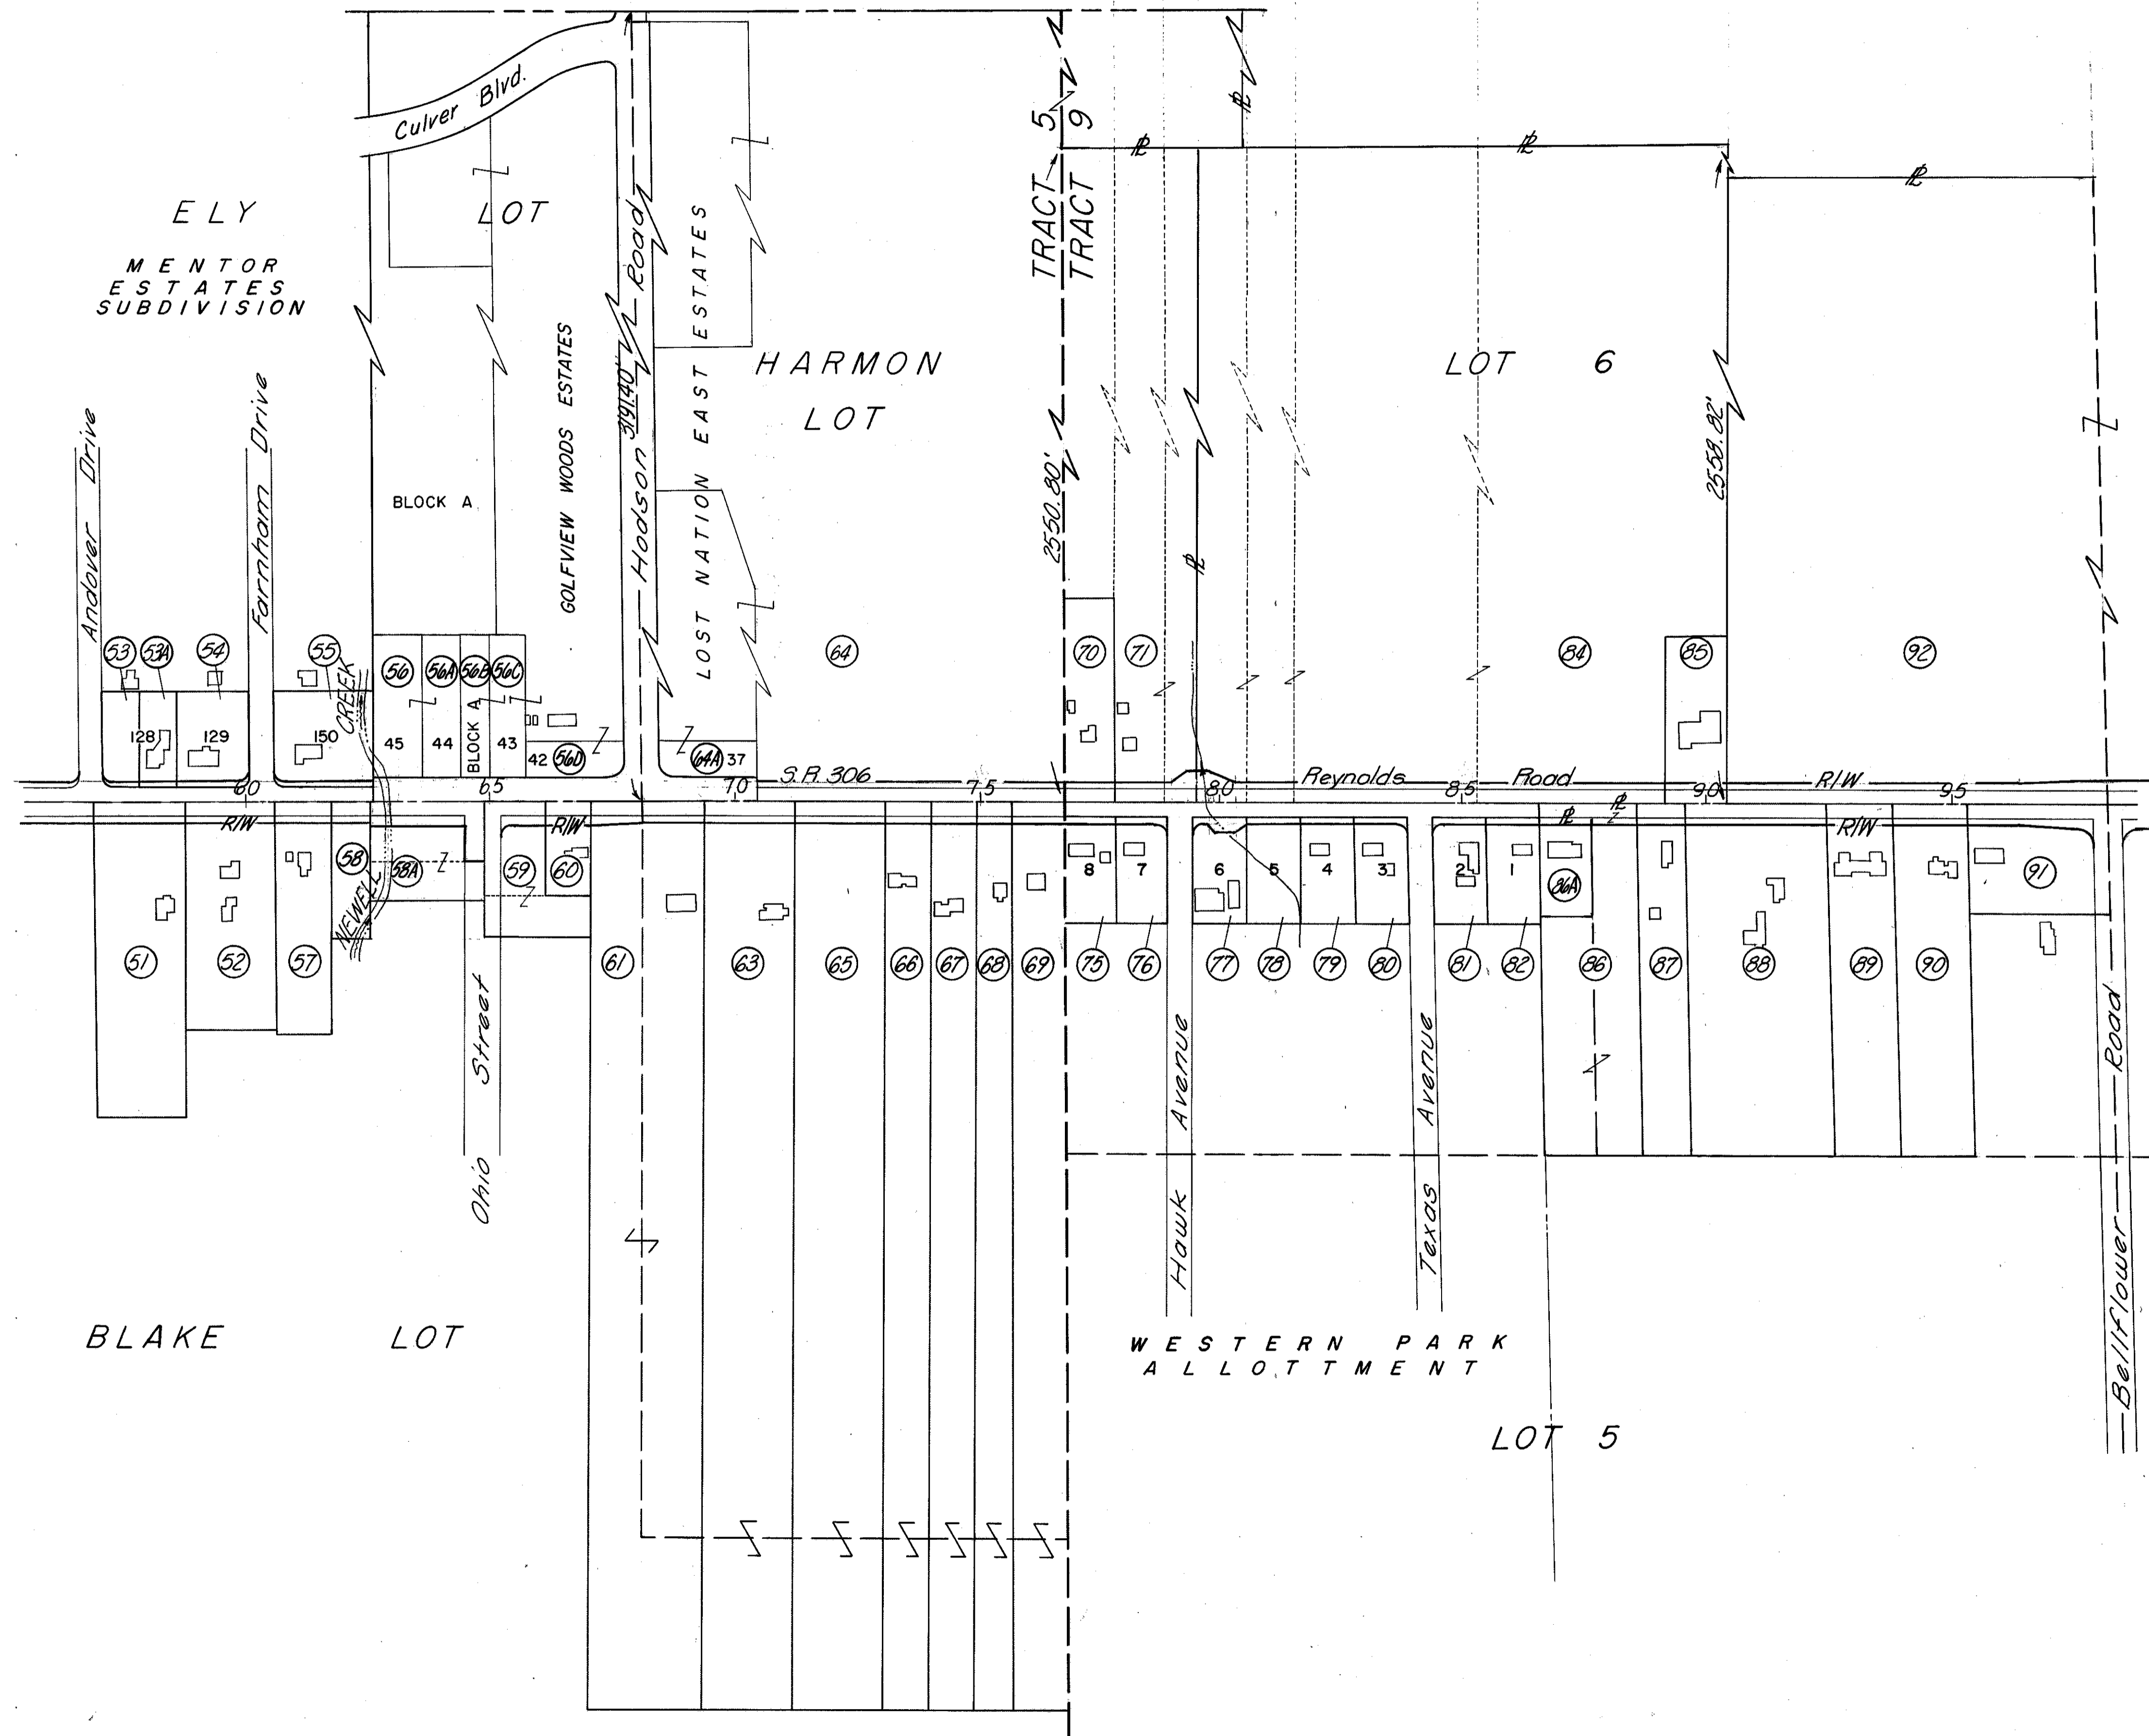 Culver Blvd.
ELY LOT
MENTOR
ESTATES
SUBDIVISION
TRACT 5
TRACT 9
℄
℄
℄
℄
HARMON
LOT
LOT 6
Andover Drive
Farnham Drive
BLOCK A
GOLFVIEW WOODS ESTATES
3191.40'
Hodson Road
LOST NATION EAST ESTATES
2550.80'
2558.82'
℄
53 53A 54 55 56 56A 56B 56C 64 70 71 84 85 92
CREEK
128 129 150 45 44 BLOCK A 43 42 56D 64A 37
S.R. 306 Reynolds Road R/W
60 65 70 75 80 85 90 95
R/W R/W ℄ ℄ R/W
58 58A 59 60 8 7 6 5 4 3 2 1 86A 91
NEWELL
51 52 57 61 63 65 66 67 68 69 75 76 77 78 79 80 81 82 86 87 88 89 90
Ohio Street
Hawk Avenue
Texas Avenue
Bellflower Road
BLAKE LOT
WESTERN PARK
ALLOTTMENT
LOT 5